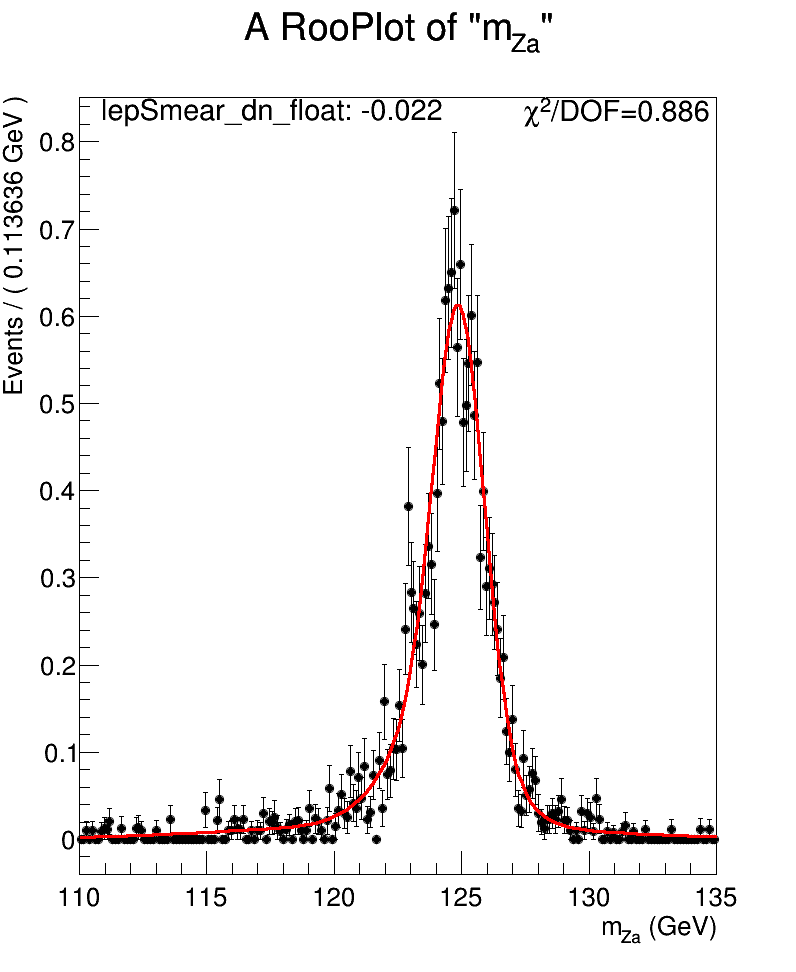 A RooPlot of "m_Za"
lepSmear_dn_float: -0.022 χ²/DOF=0.886
Events / ( 0.113636 GeV )
0.8
0.7
0.6
0.5
0.4
0.3
0.2
0.1
0
110 115 120 125 130 135
m_Za (GeV)